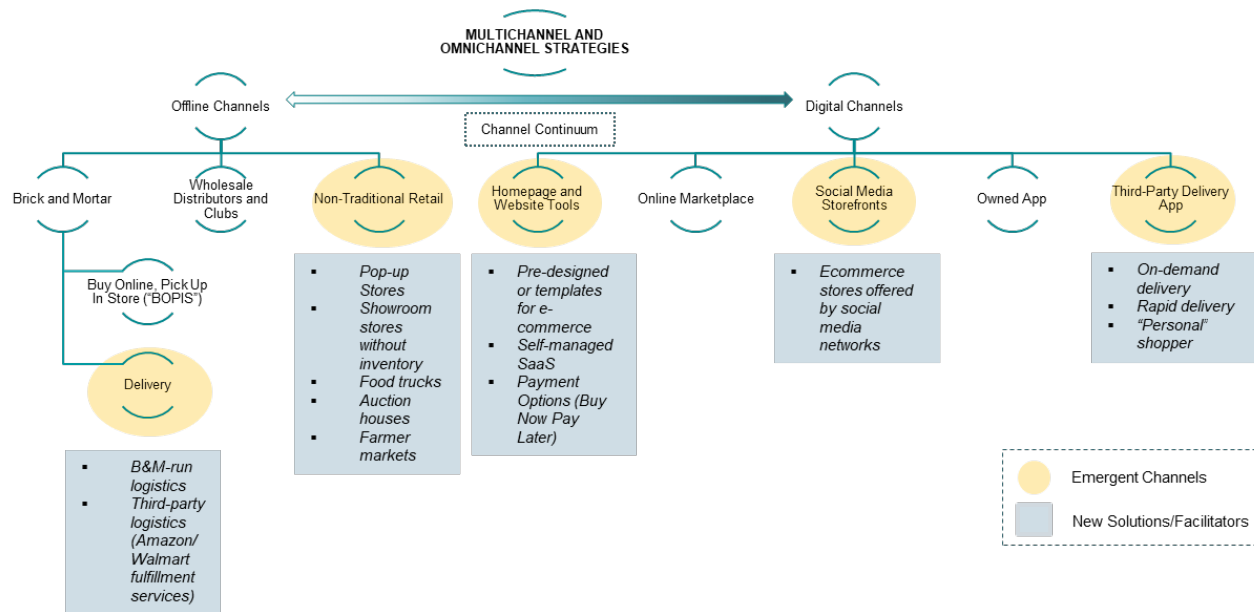 MULTICHANNEL AND
OMNICHANNEL STRATEGIES
Offline Channels
Digital Channels
Channel Continuum
Brick and Mortar
Wholesale
Distributors and
Clubs
Non-Traditional Retail
Homepage and
Website Tools
Online Marketplace
Social Media
Storefronts
Owned App
Third-Party Delivery
App
Buy Online, Pick Up
In Store ("BOPIS")
Delivery
▪ B&M-run
logistics
▪ Third-party
logistics
(Amazon/
Walmart
fulfillment
services)
▪ Pop-up
Stores
▪ Showroom
stores
without
inventory
▪ Food trucks
▪ Auction
houses
▪ Farmer
markets
▪ Pre-designed
or templates
for e-
commerce
▪ Self-managed
SaaS
▪ Payment
Options (Buy
Now Pay
Later)
▪ Ecommerce
stores offered
by social
media
networks
▪ On-demand
delivery
▪ Rapid delivery
▪ "Personal"
shopper
Emergent Channels
New Solutions/Facilitators